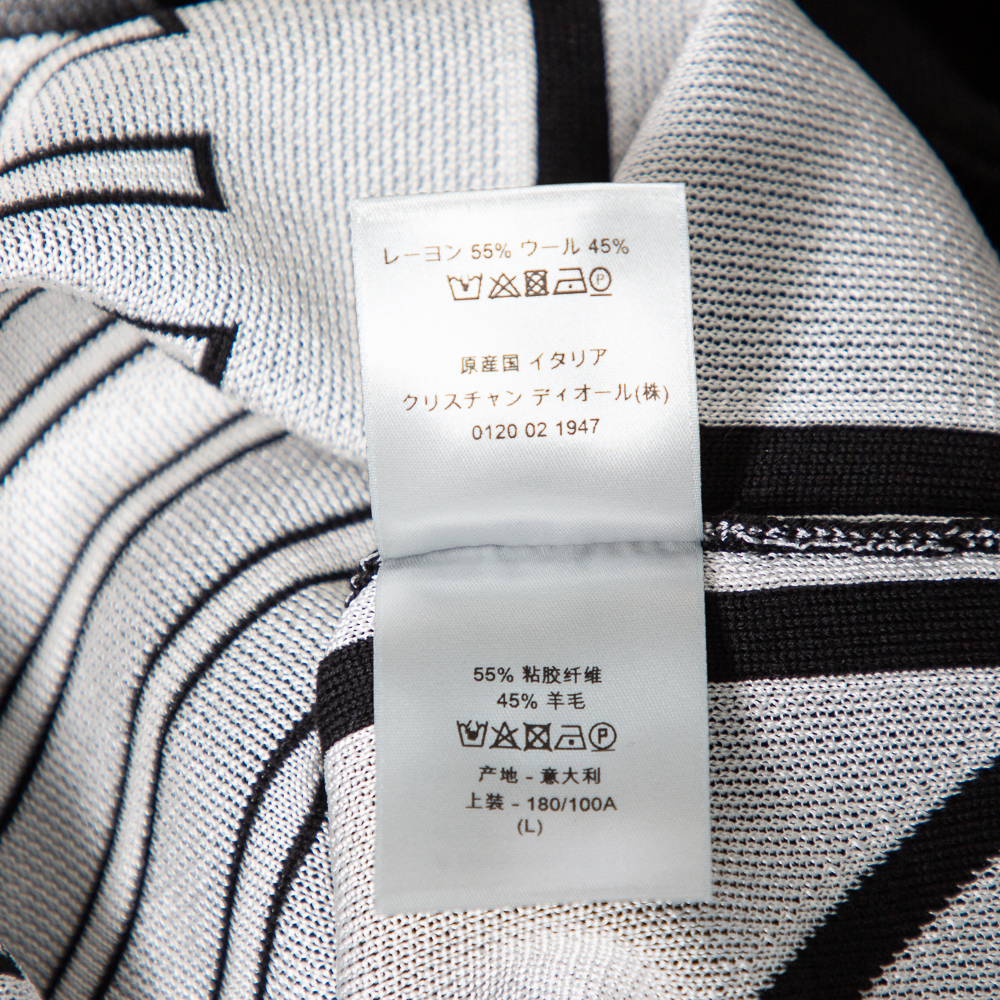 レーヨン 55% ウール 45%
P
原産国 イタリア
クリスチャン ディオール(株)
0120 02 1947
55% 粘胶纤维
45% 羊毛
P
产地 - 意大利
上装 - 180/100A
(L)